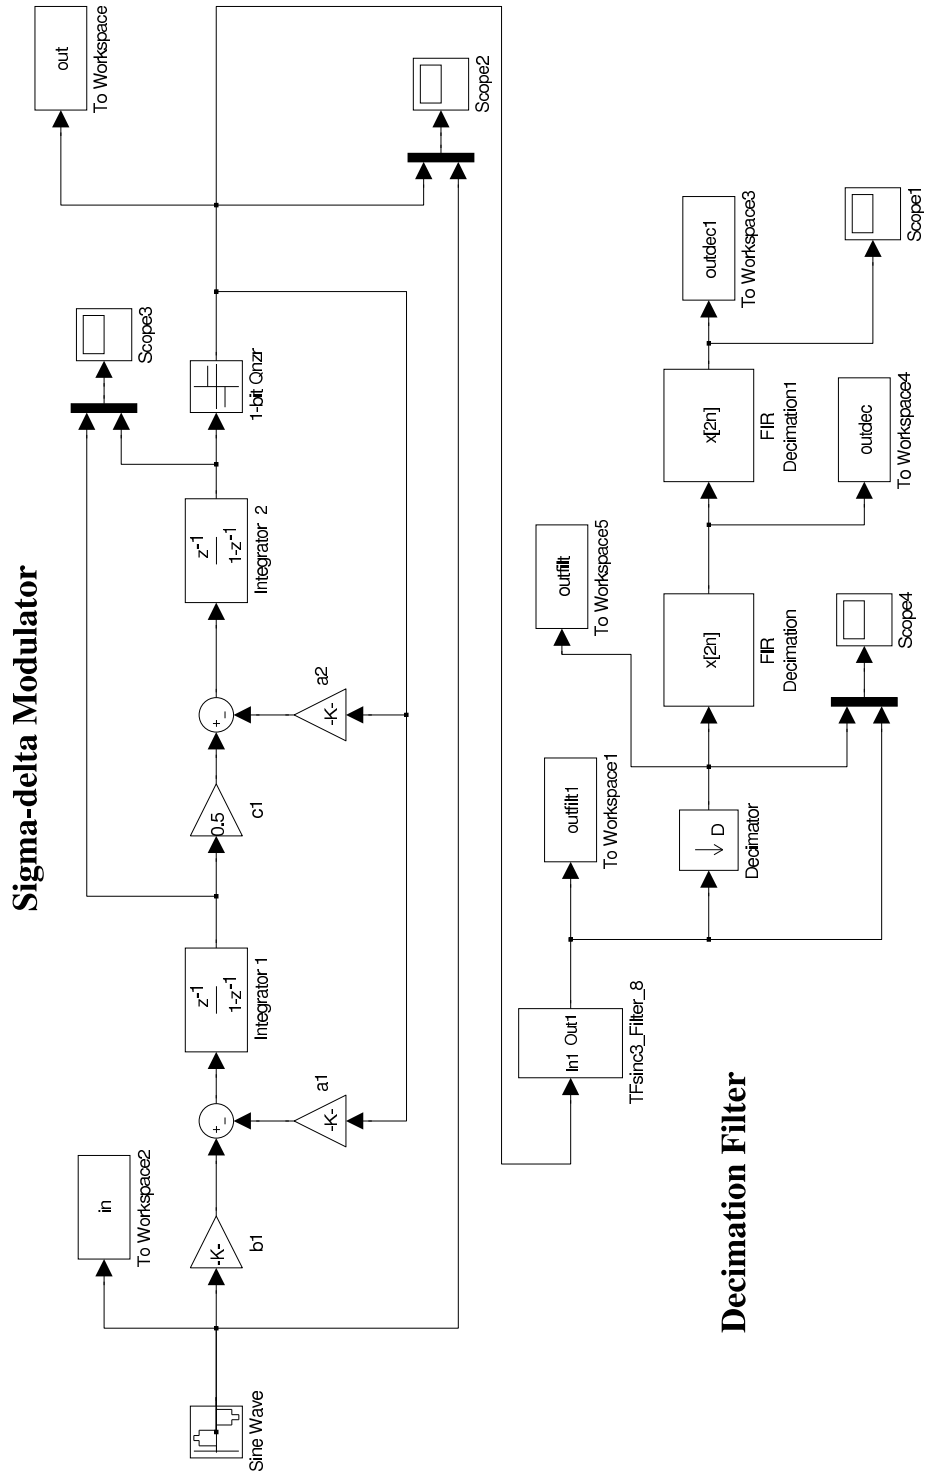 Sigma-delta Modulator
Sine Wave
in
To Workspace2
-K-
b1
+
-
-K-
a1
z-1
1-z-1
Integrator 1
0.5
c1
+
-
-K-
a2
z-1
1-z-1
Integrator 2
Scope3
1-bit Qnzr
out
To Workspace
Scope2
Decimation Filter
In1 Out1
TFsinc3_Filter_8
outfilt1
To Workspace1
↓ D
Decimator
outfilt
To Workspace5
x[2n]
FIR
Decimation
Scope4
x[2n]
FIR
Decimation1
outdec
To Workspace4
outdec1
To Workspace3
Scope1